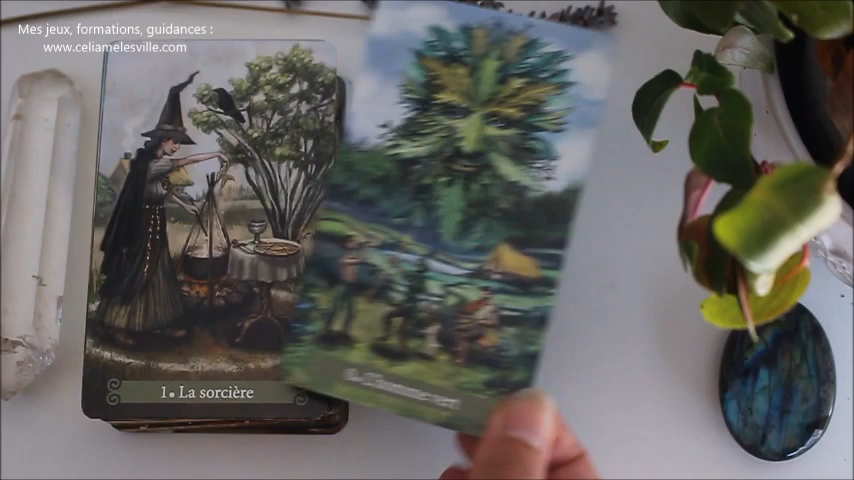 Mes jeux, formations, guidances :
www.celiamelesville.com
1. La sorcière